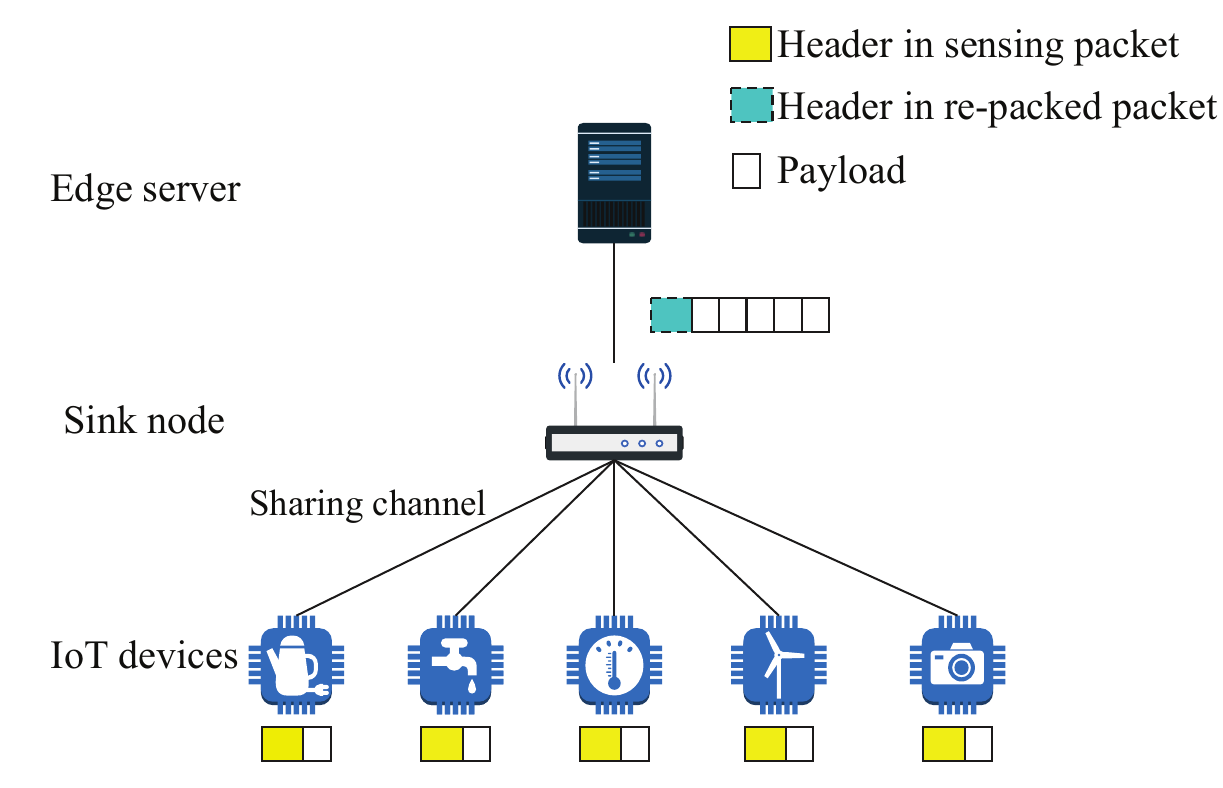 Header in sensing packet
Header in re-packed packet
Payload
Edge server
Sink node
Sharing channel
IoT devices